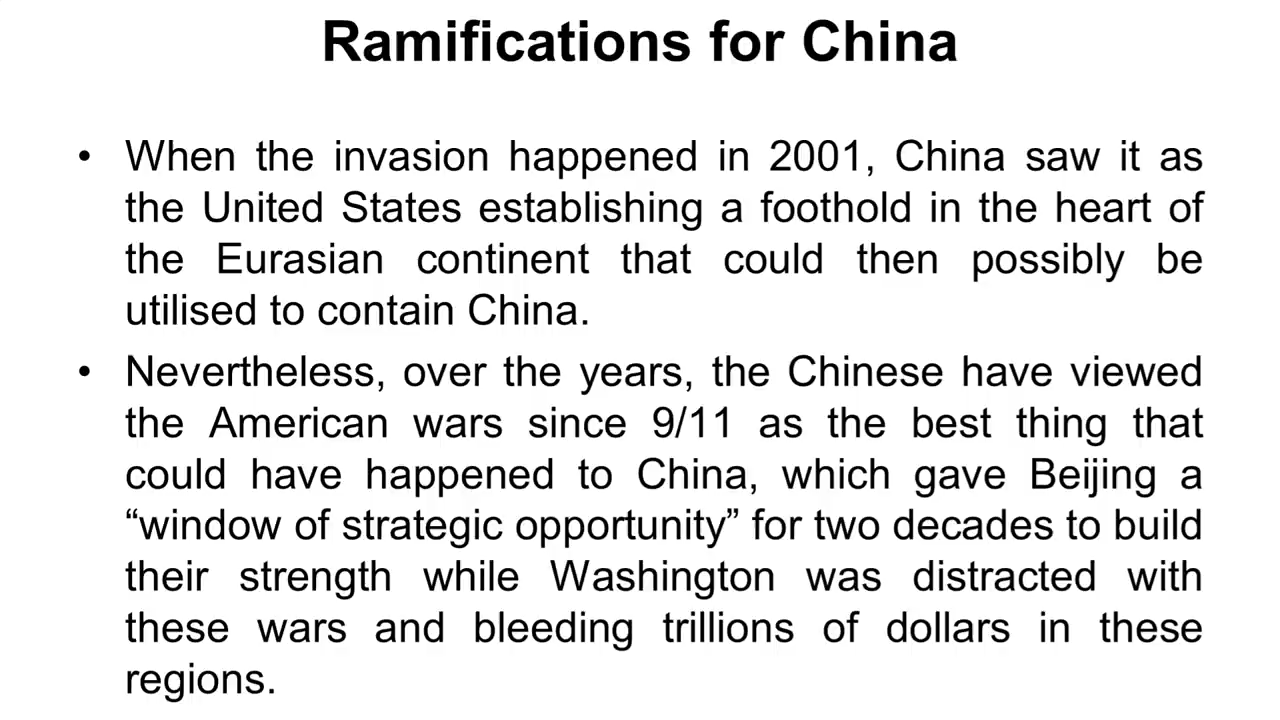 Ramifications for China
• When the invasion happened in 2001, China saw it as
the United States establishing a foothold in the heart of
the Eurasian continent that could then possibly be
utilised to contain China.
• Nevertheless, over the years, the Chinese have viewed
the American wars since 9/11 as the best thing that
could have happened to China, which gave Beijing a
“window of strategic opportunity” for two decades to build
their strength while Washington was distracted with
these wars and bleeding trillions of dollars in these
regions.